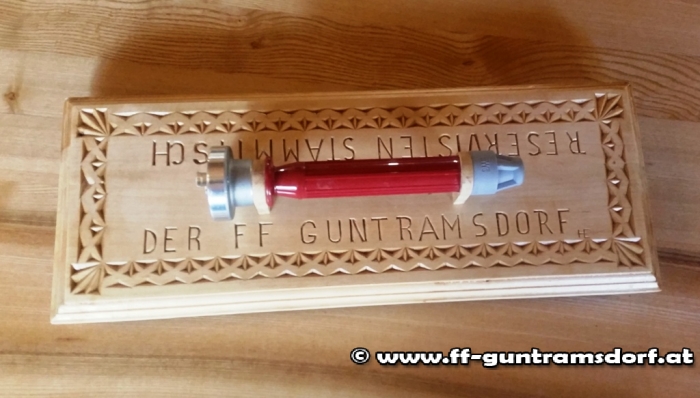 RESERVISTEN STAMMTISCH
DER FF GUNTRAMSDORF
© www.ff-guntramsdorf.at